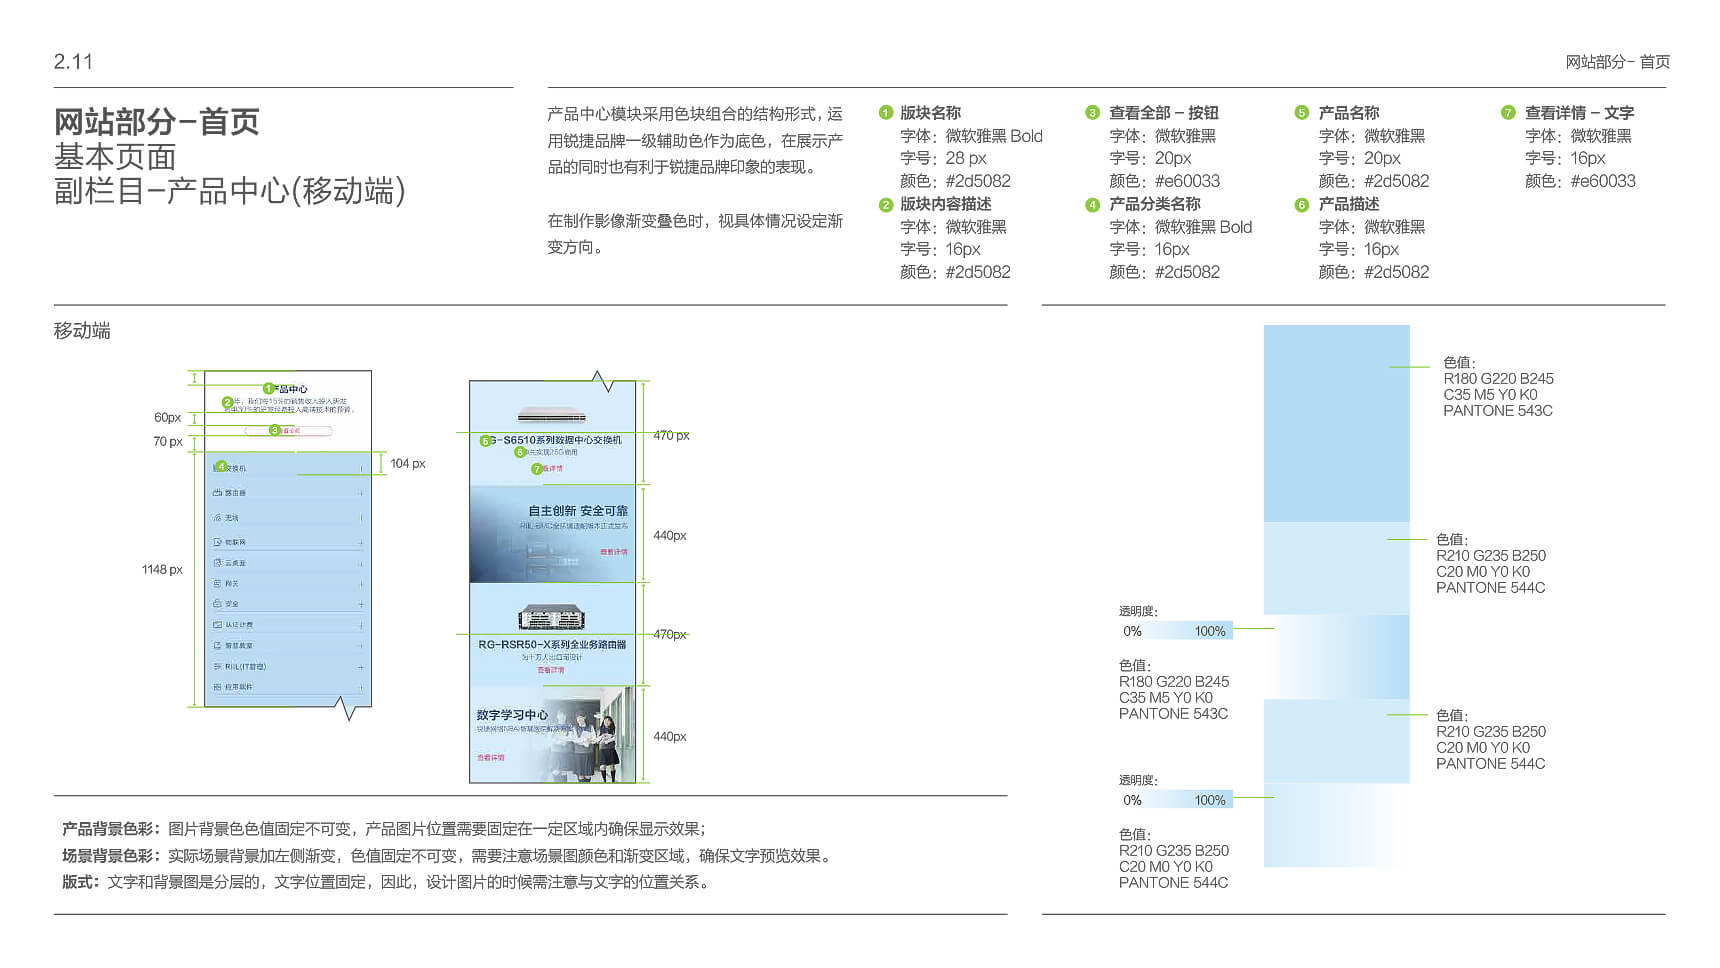 2.11
网站部分- 首页
网站部分-首页
基本页面
副栏目-产品中心(移动端)
产品中心模块采用色块组合的结构形式，运
用锐捷品牌一级辅助色作为底色，在展示产
品的同时也有利于锐捷品牌印象的表现。
在制作影像渐变叠色时，视具体情况设定渐
变方向。
1 版块名称
字体：微软雅黑 Bold
字号：28 px
颜色：#2d5082
2 版块内容描述
字体：微软雅黑
字号：16px
颜色：#2d5082
3 查看全部 - 按钮
字体：微软雅黑
字号：20px
颜色：#e60033
4 产品分类名称
字体：微软雅黑 Bold
字号：16px
颜色：#2d5082
5 产品名称
字体：微软雅黑
字号：20px
颜色：#2d5082
6 产品描述
字体：微软雅黑
字号：16px
颜色：#2d5082
7 查看详情 - 文字
字体：微软雅黑
字号：16px
颜色：#e60033
移动端
1 产品中心
2
3
60px
70 px
104 px
1148 px
4 交换机
路由器
无线
物联网
云桌面
网关
安全
认证计费
智慧教室
RIIL(IT管理)
应用软件
5 G-S6510系列数据中心交换机
6 先实现25G商用
7 看详情
470 px
自主创新 安全可靠
查看详情
440px
RG-RSR50-X系列全业务路由器
为十万人出口而设计
查看详情
470px
数字学习中心
查看详情
440px
色值：
R180 G220 B245
C35 M5 Y0 K0
PANTONE 543C
色值：
R210 G235 B250
C20 M0 Y0 K0
PANTONE 544C
透明度：
0% 100%
色值：
R180 G220 B245
C35 M5 Y0 K0
PANTONE 543C
色值：
R210 G235 B250
C20 M0 Y0 K0
PANTONE 544C
透明度：
0% 100%
色值：
R210 G235 B250
C20 M0 Y0 K0
PANTONE 544C
产品背景色彩：图片背景色色值固定不可变，产品图片位置需要固定在一定区域内确保显示效果；
场景背景色彩：实际场景背景加左侧渐变，色值固定不可变，需要注意场景图颜色和渐变区域，确保文字预览效果。
版式：文字和背景图是分层的，文字位置固定，因此，设计图片的时候需注意与文字的位置关系。